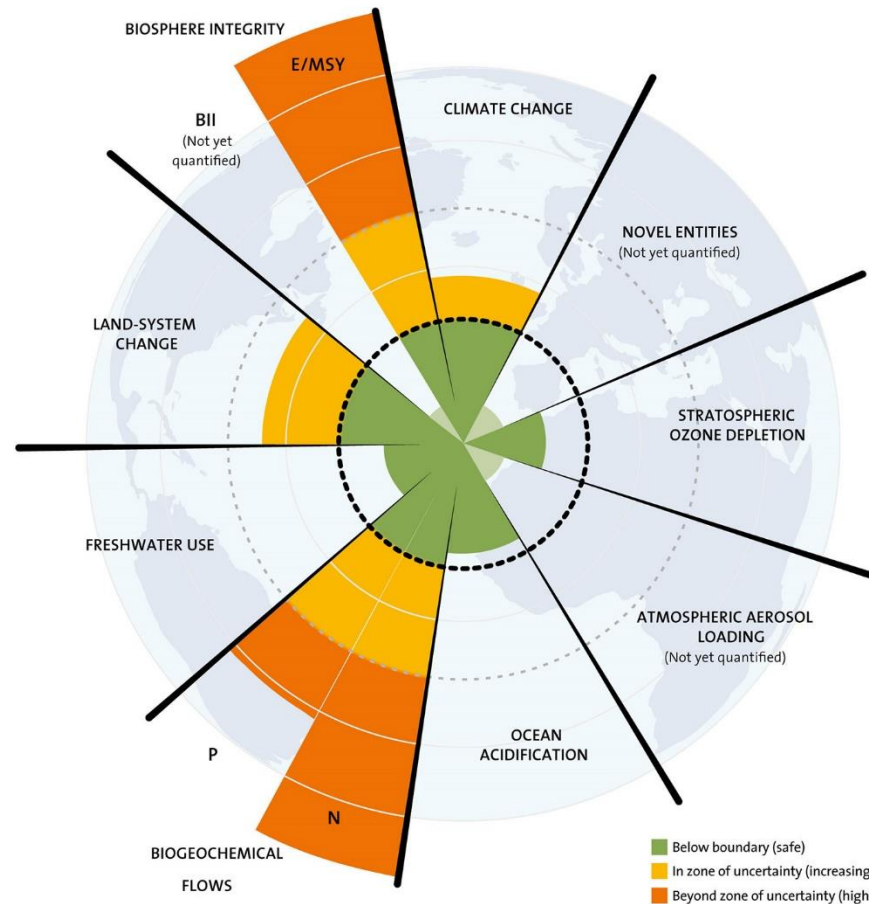 BIOSPHERE INTEGRITY
E/MSY
BII
(Not yet
quantified)
CLIMATE CHANGE
NOVEL ENTITIES
(Not yet quantified)
LAND-SYSTEM
CHANGE
STRATOSPHERIC
OZONE DEPLETION
FRESHWATER USE
ATMOSPHERIC AEROSOL
LOADING
(Not yet quantified)
OCEAN
ACIDIFICATION
P
N
BIOGEOCHEMICAL
FLOWS
Below boundary (safe)
In zone of uncertainty (increasing
Beyond zone of uncertainty (high